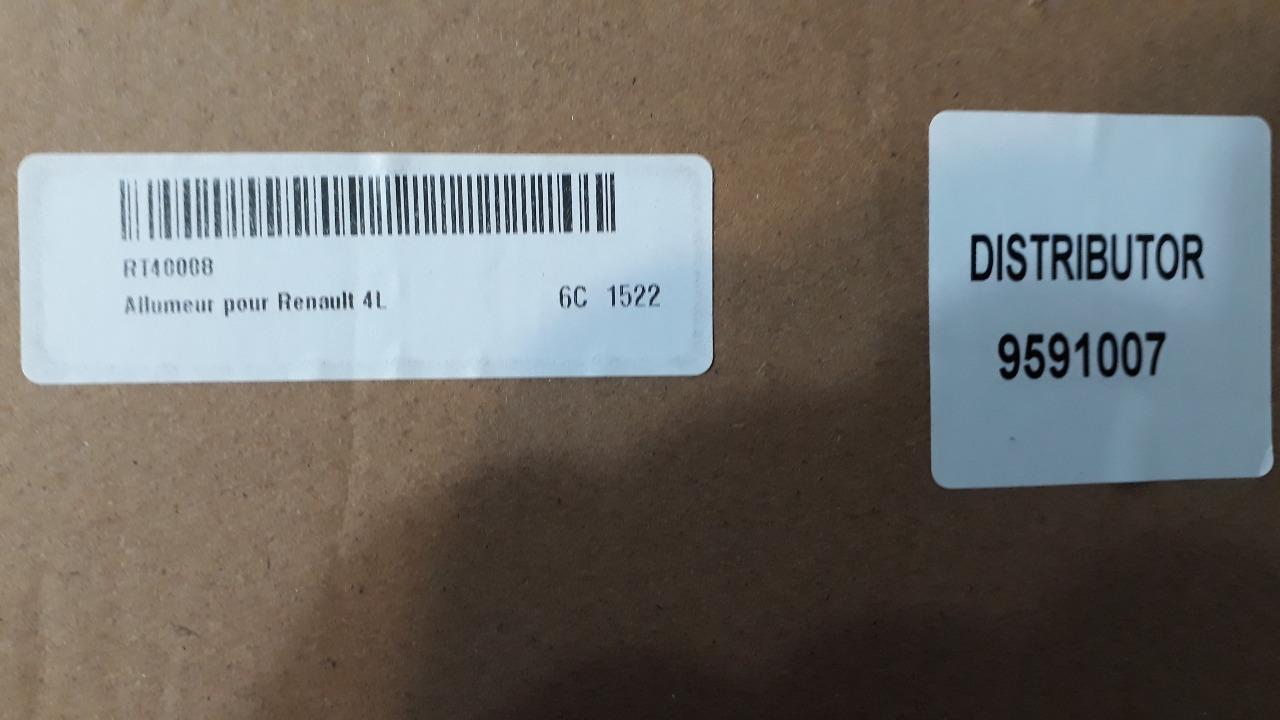 RT40008
Allumeur pour Renault 4L
6C 1522
DISTRIBUTOR
9591007